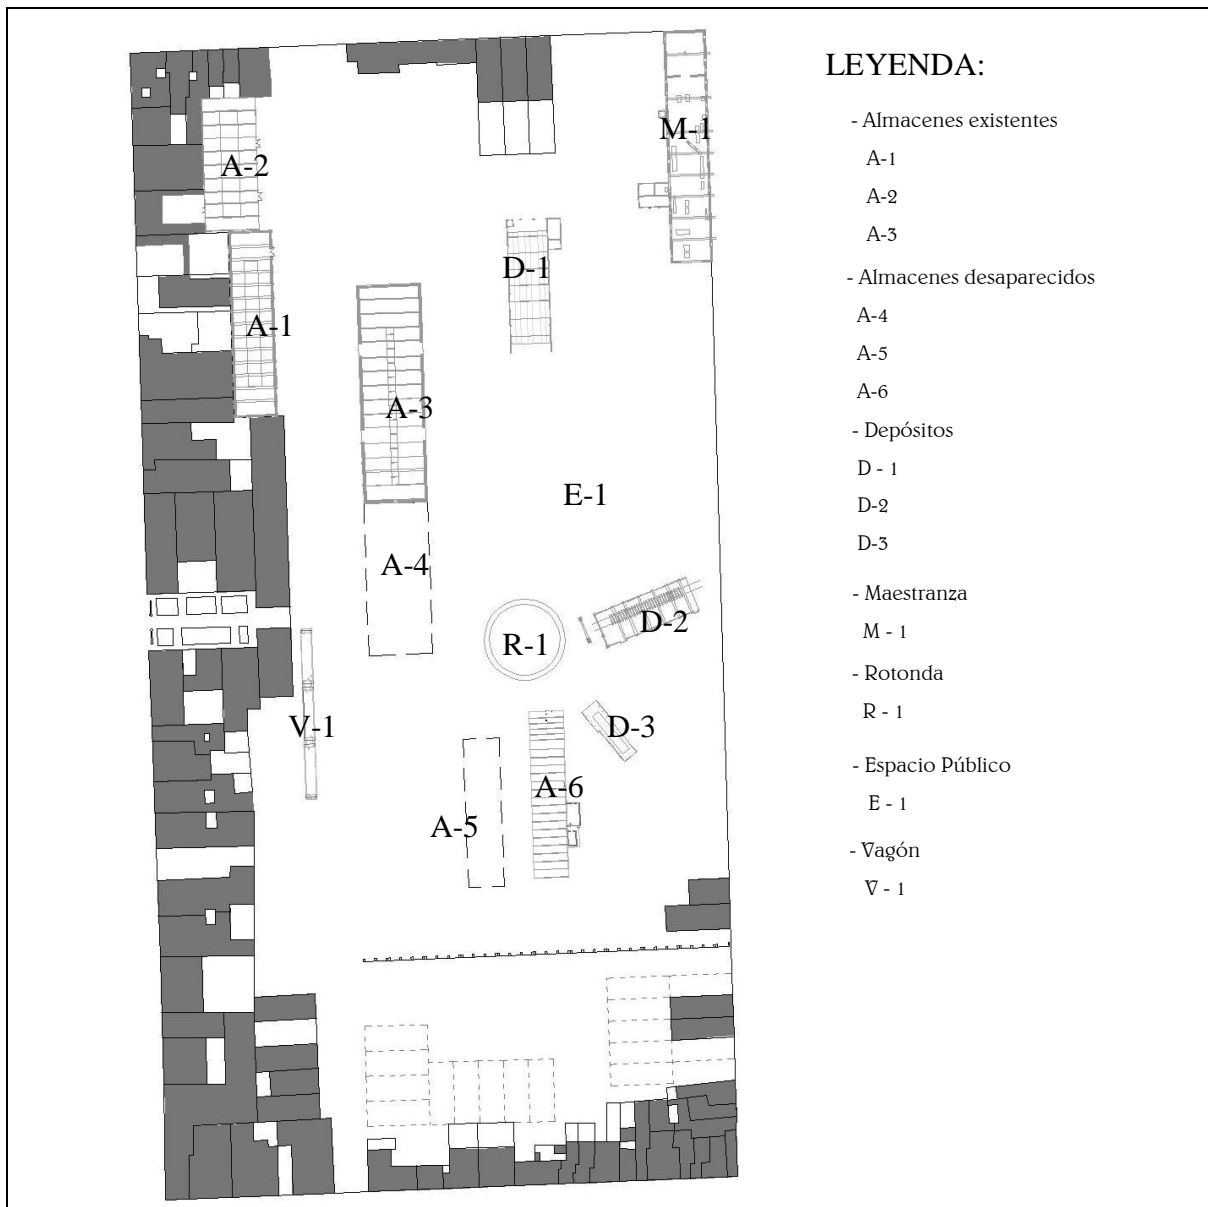 LEYENDA:
- Almacenes existentes
A-1
A-2
A-3
- Almacenes desaparecidos
A-4
A-5
A-6
- Depósitos
D - 1
D-2
D-3
- Maestranza
M - 1
- Rotonda
R - 1
- Espacio Público
E - 1
- Vagón
V - 1
M-1
A-2
D-1
A-1
A-3
E-1
A-4
D-2
R-1
V-1
D-3
A-6
A-5